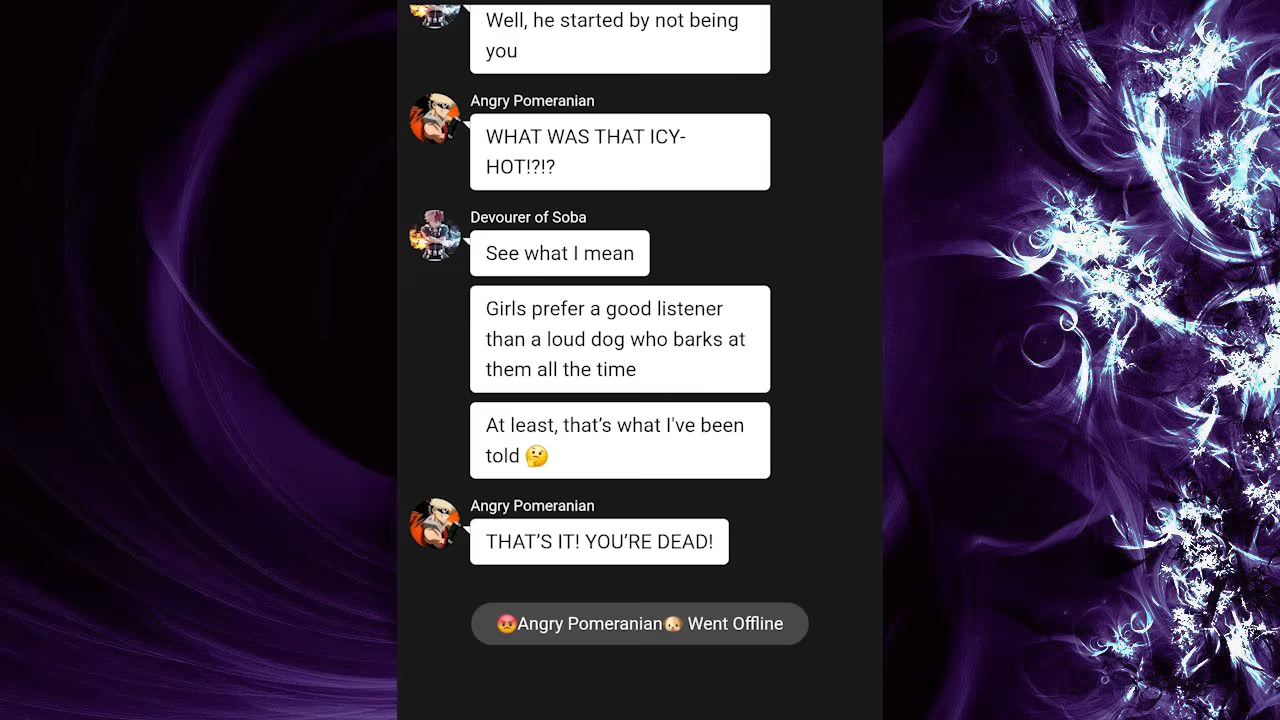 Well, he started by not being
you
Angry Pomeranian
WHAT WAS THAT ICY-
HOT!?!?
Devourer of Soba
See what I mean
Girls prefer a good listener
than a loud dog who barks at
them all the time
At least, that’s what I've been
told 🤔
Angry Pomeranian
THAT’S IT! YOU’RE DEAD!
😡Angry Pomeranian🐶 Went Offline